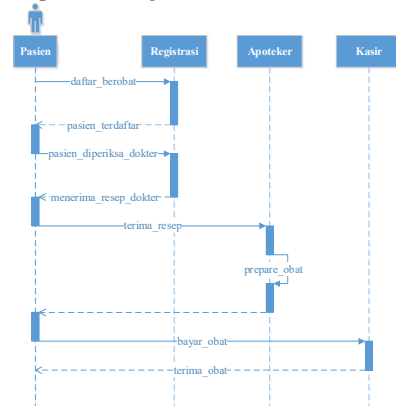 Pasien
Registrasi
Apoteker
Kasir
daftar_berobat
pasien_terdaftar
pasien_diperiksa_dokter
menerima_resep_dokter
terima_resep
prepare_obat
bayar_obat
terima_obat